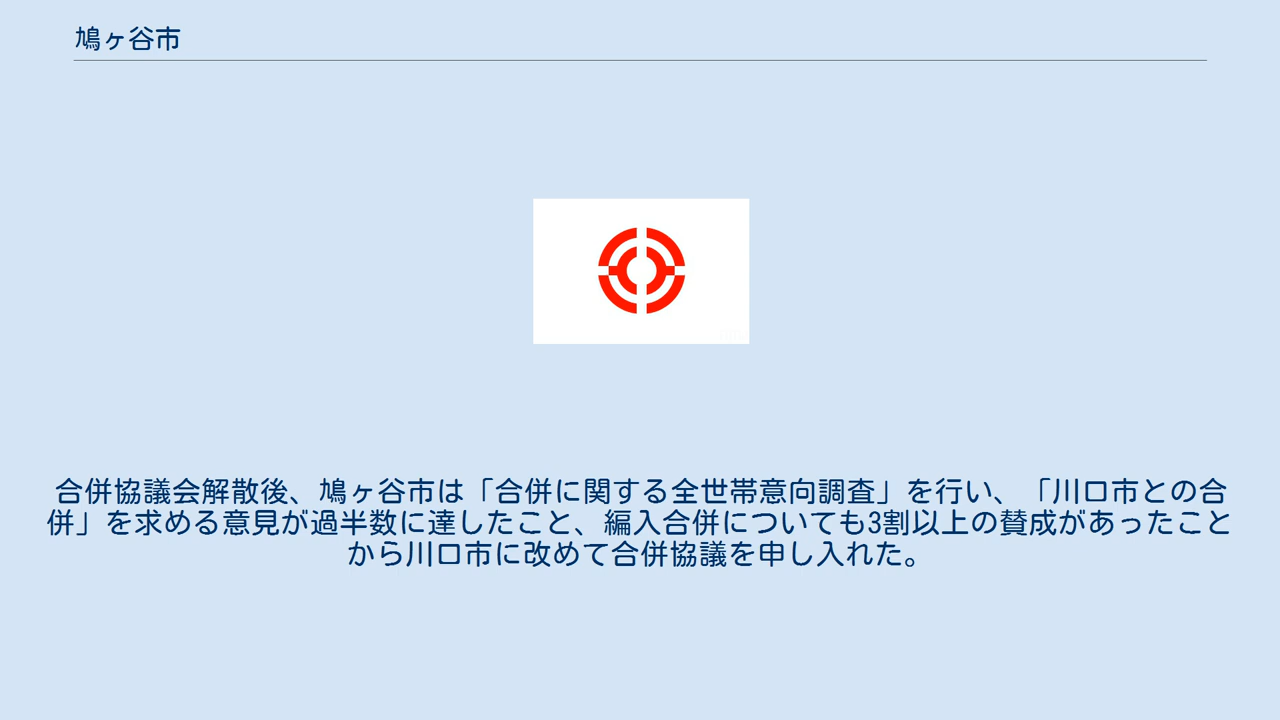 鳩ヶ谷市
合併協議会解散後、鳩ヶ谷市は「合併に関する全世帯意向調査」を行い、「川口市との合
併」を求める意見が過半数に達したこと、編入合併についても3割以上の賛成があったこと
から川口市に改めて合併協議を申し入れた。